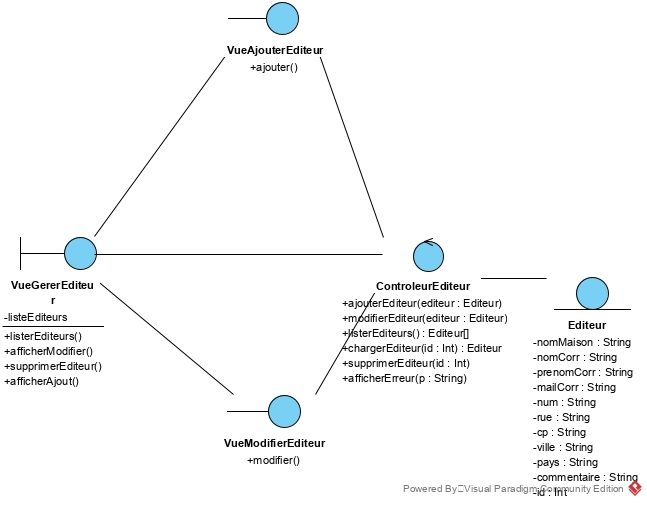 VueAjouterEditeur
+ajouter()
VueGererEditeu
r
-listeEditeurs
+listerEditeurs()
+afficherModifier()
+supprimerEditeur()
+afficherAjout()
ControleurEditeur
+ajouterEditeur(editeur : Editeur)
+modifierEditeur(editeur : Editeur)
+listerEditeurs() : Editeur[]
+chargerEditeur(id : Int) : Editeur
+supprimerEditeur(id : Int)
+afficherErreur(p : String)
Editeur
-nomMaison : String
-nomCorr : String
-prenomCorr : String
-mailCorr : String
-num : String
-rue : String
-cp : String
-ville : String
-pays : String
-commentaire : String
-id : Int
VueModifierEditeur
+modifier()
Powered By Visual Paradigm Community Edition